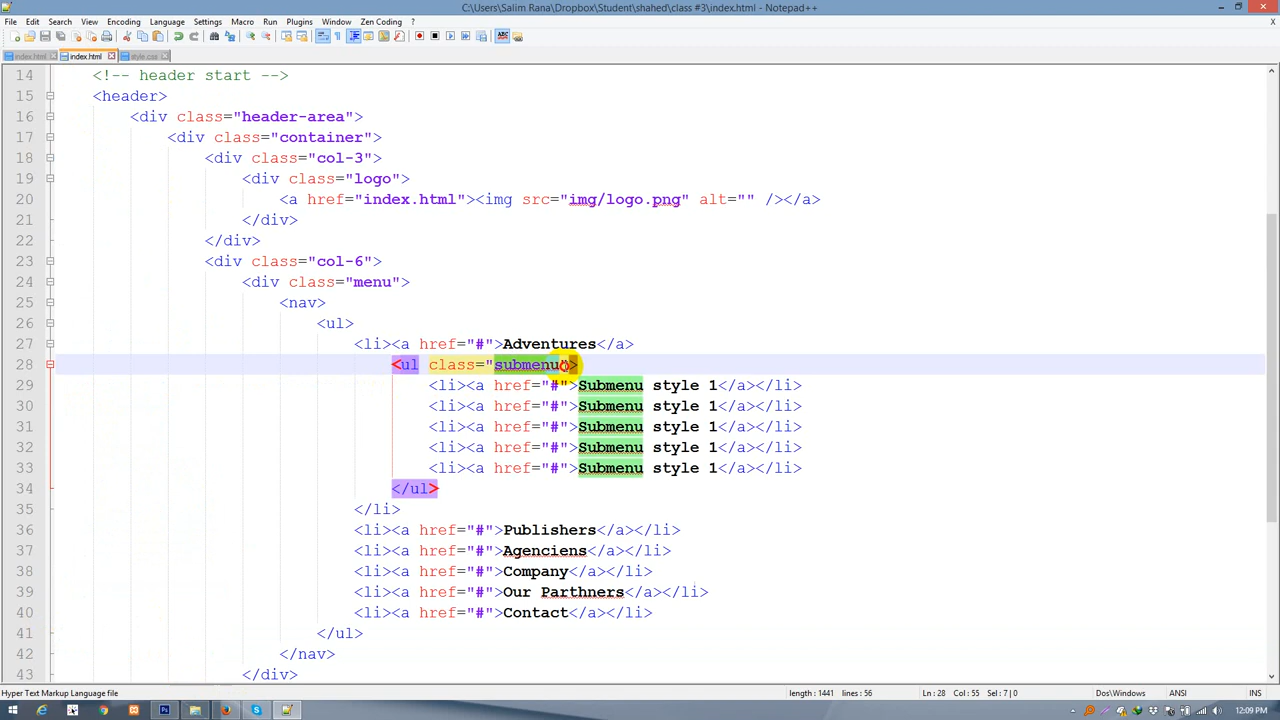 C:\Users\Salim Rana\Dropbox\Student\shahed\class #3\index.html - Notepad++
File Edit Search View Encoding Language Settings Macro Run Plugins Window Zen Coding ?
index.html index.html style.css
14 <!-- header start -->
15 <header>
16 <div class="header-area">
17 <div class="container">
18 <div class="col-3">
19 <div class="logo">
20 <a href="index.html"><img src="img/logo.png" alt="" /></a>
21 </div>
22 </div>
23 <div class="col-6">
24 <div class="menu">
25 <nav>
26 <ul>
27 <li><a href="#">Adventures</a>
28 <ul class="submenu">
29 <li><a href="#">Submenu style 1</a></li>
30 <li><a href="#">Submenu style 1</a></li>
31 <li><a href="#">Submenu style 1</a></li>
32 <li><a href="#">Submenu style 1</a></li>
33 <li><a href="#">Submenu style 1</a></li>
34 </ul>
35 </li>
36 <li><a href="#">Publishers</a></li>
37 <li><a href="#">Agenciens</a></li>
38 <li><a href="#">Company</a></li>
39 <li><a href="#">Our Parthners</a></li>
40 <li><a href="#">Contact</a></li>
41 </ul>
42 </nav>
43 </div>
Hyper Text Markup Language file length : 1441 lines : 56 Ln : 28 Col : 55 Sel : 7 | 0 Dos\Windows ANSI INS
12:09 PM